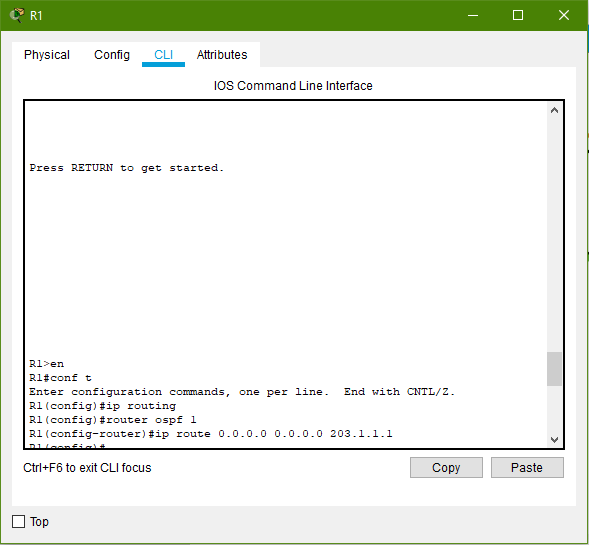 R1
Physical Config CLI Attributes
IOS Command Line Interface
Press RETURN to get started.
R1>en
R1#conf t
Enter configuration commands, one per line.  End with CNTL/Z.
R1(config)#ip routing
R1(config)#router ospf 1
R1(config-router)#ip route 0.0.0.0 0.0.0.0 203.1.1.1
R1(config)#
Ctrl+F6 to exit CLI focus
Copy Paste
Top